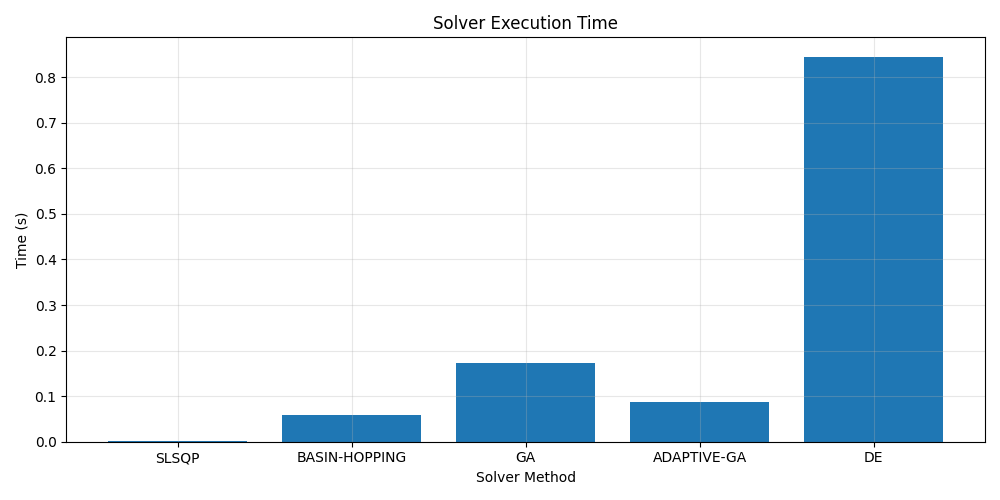 Solver Execution Time
Time (s)
0.8
0.7
0.6
0.5
0.4
0.3
0.2
0.1
0.0
SLSQP BASIN-HOPPING GA ADAPTIVE-GA DE
Solver Method